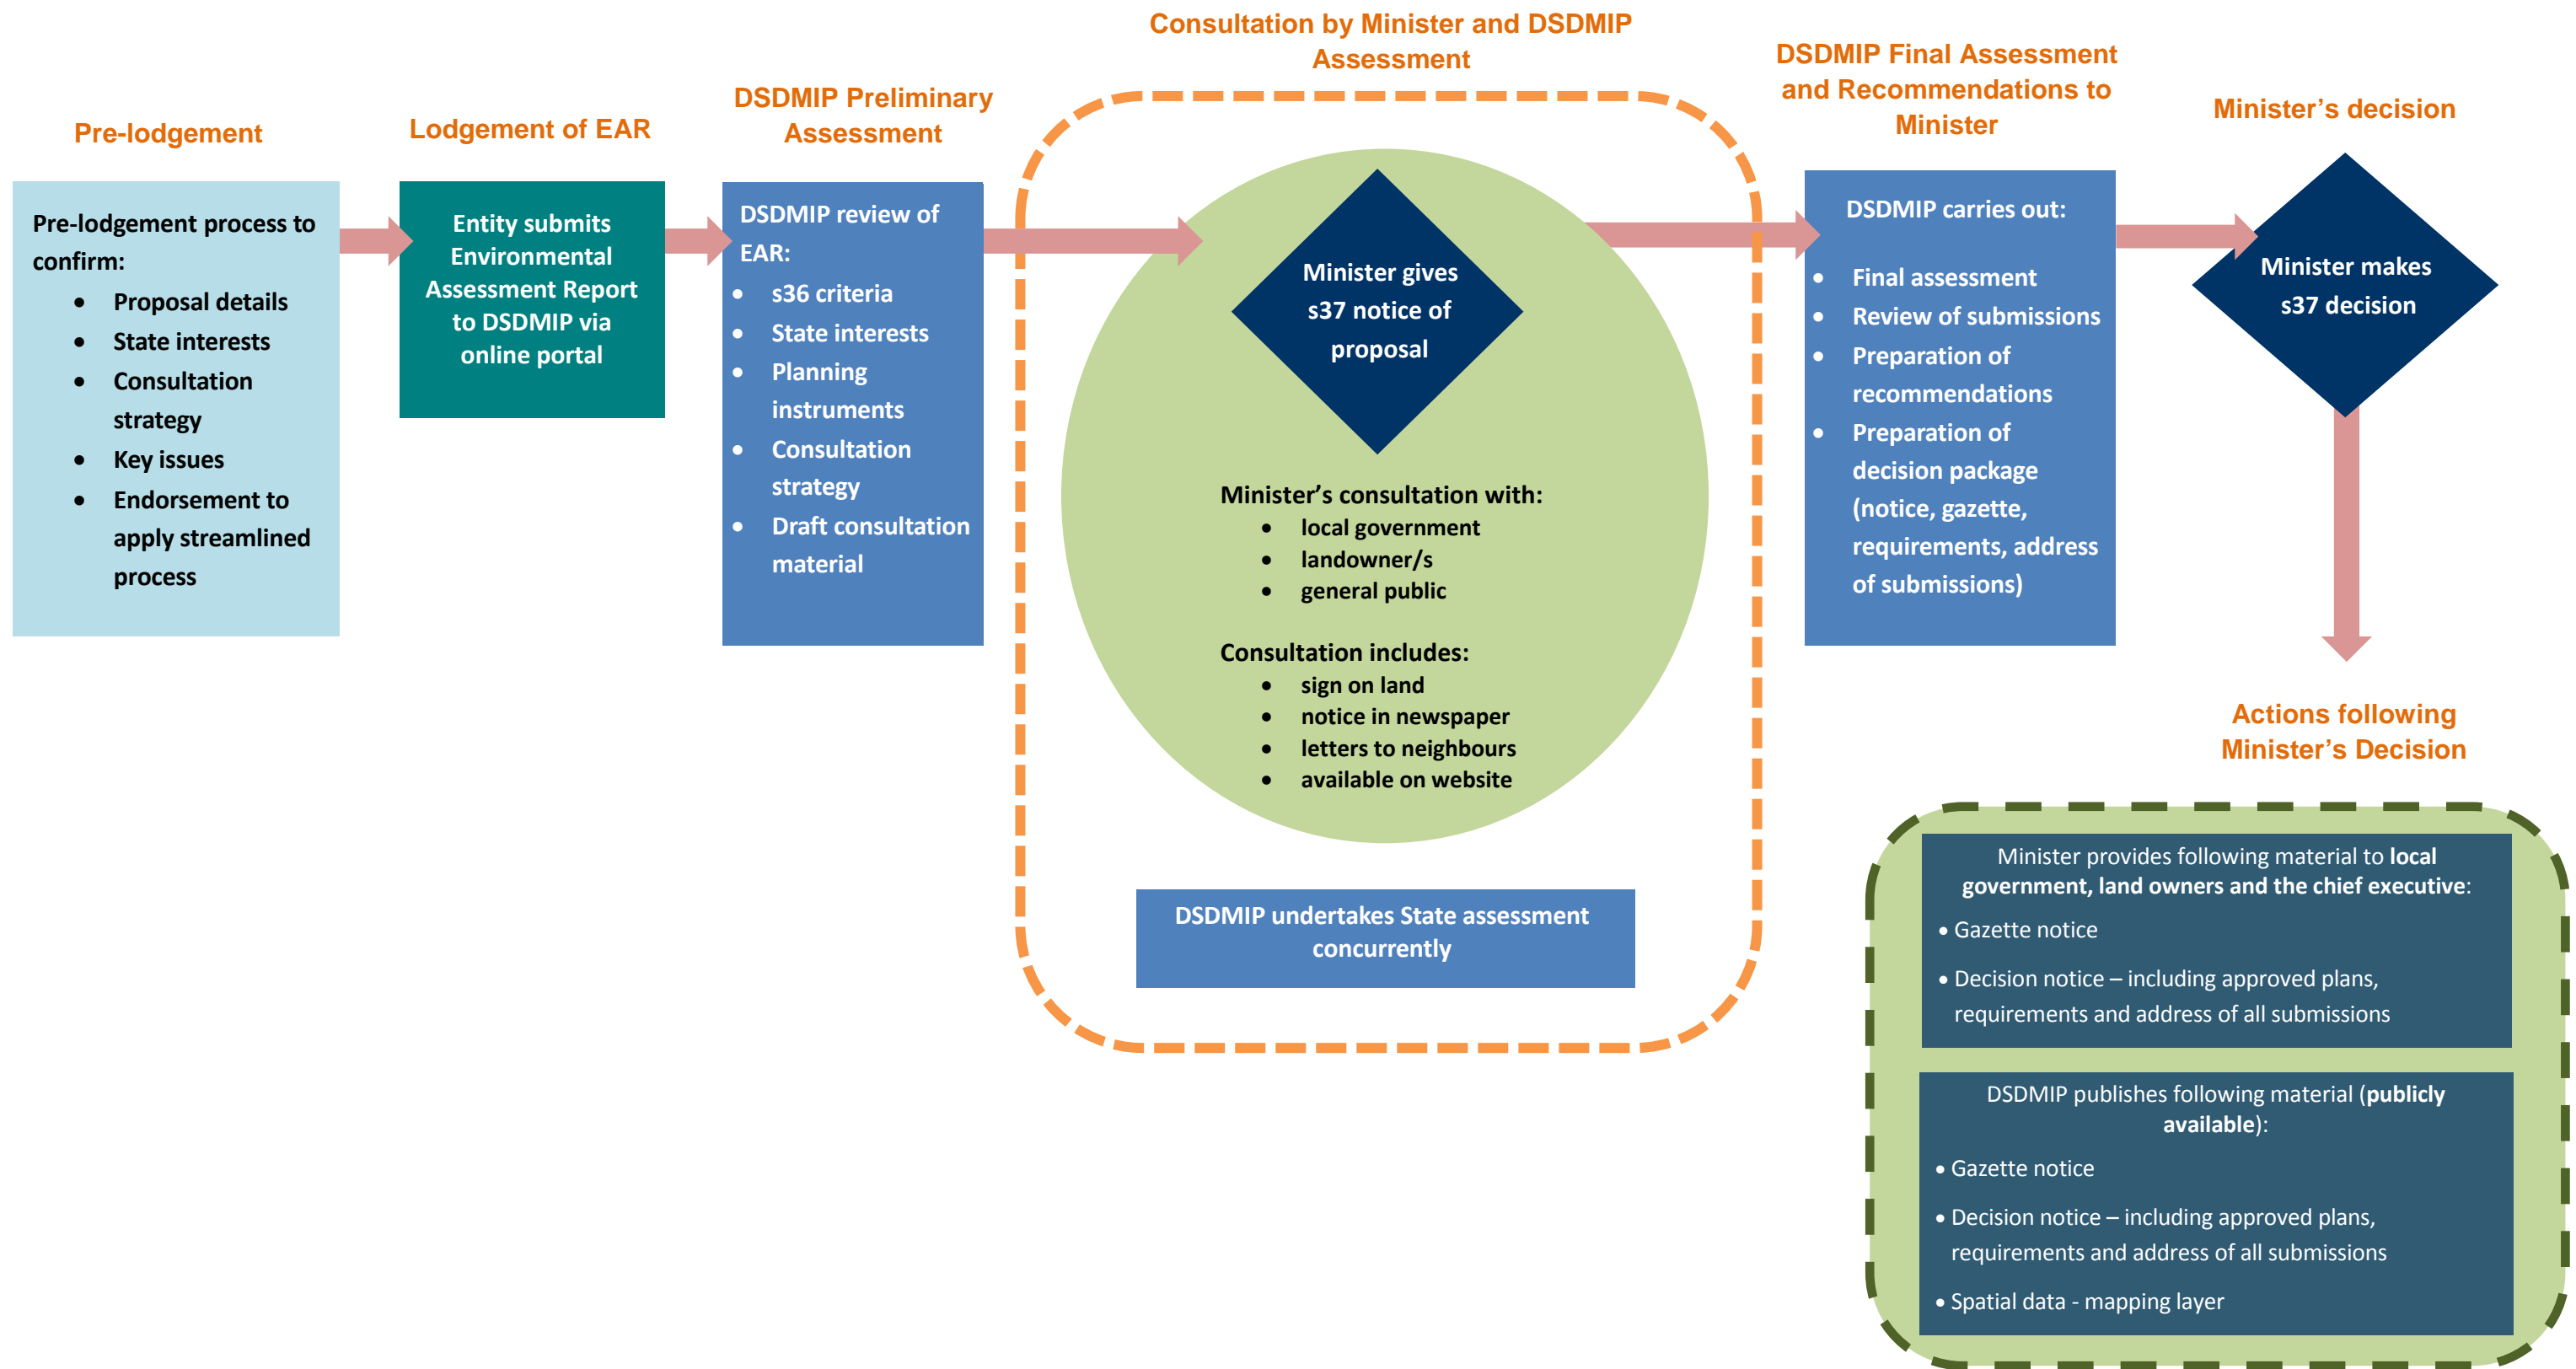 Pre-lodgement
Pre-lodgement process to
confirm:
• Proposal details
• State interests
• Consultation
strategy
• Key issues
• Endorsement to
apply streamlined
process
Lodgement of EAR
Entity submits
Environmental
Assessment Report
to DSDMIP via
online portal
DSDMIP Preliminary
Assessment
DSDMIP review of
EAR:
• s36 criteria
• State interests
• Planning
instruments
• Consultation
strategy
• Draft consultation
material
Consultation by Minister and DSDMIP
Assessment
Minister gives
s37 notice of
proposal
Minister’s consultation with:
• local government
• landowner/s
• general public
Consultation includes:
• sign on land
• notice in newspaper
• letters to neighbours
• available on website
DSDMIP undertakes State assessment
concurrently
DSDMIP Final Assessment
and Recommendations to
Minister
DSDMIP carries out:
• Final assessment
• Review of submissions
• Preparation of
recommendations
• Preparation of
decision package
(notice, gazette,
requirements, address
of submissions)
Minister’s decision
Minister makes
s37 decision
Actions following
Minister’s Decision
Minister provides following material to local
government, land owners and the chief executive:
• Gazette notice
• Decision notice – including approved plans,
requirements and address of all submissions
DSDMIP publishes following material (publicly
available):
• Gazette notice
• Decision notice – including approved plans,
requirements and address of all submissions
• Spatial data - mapping layer